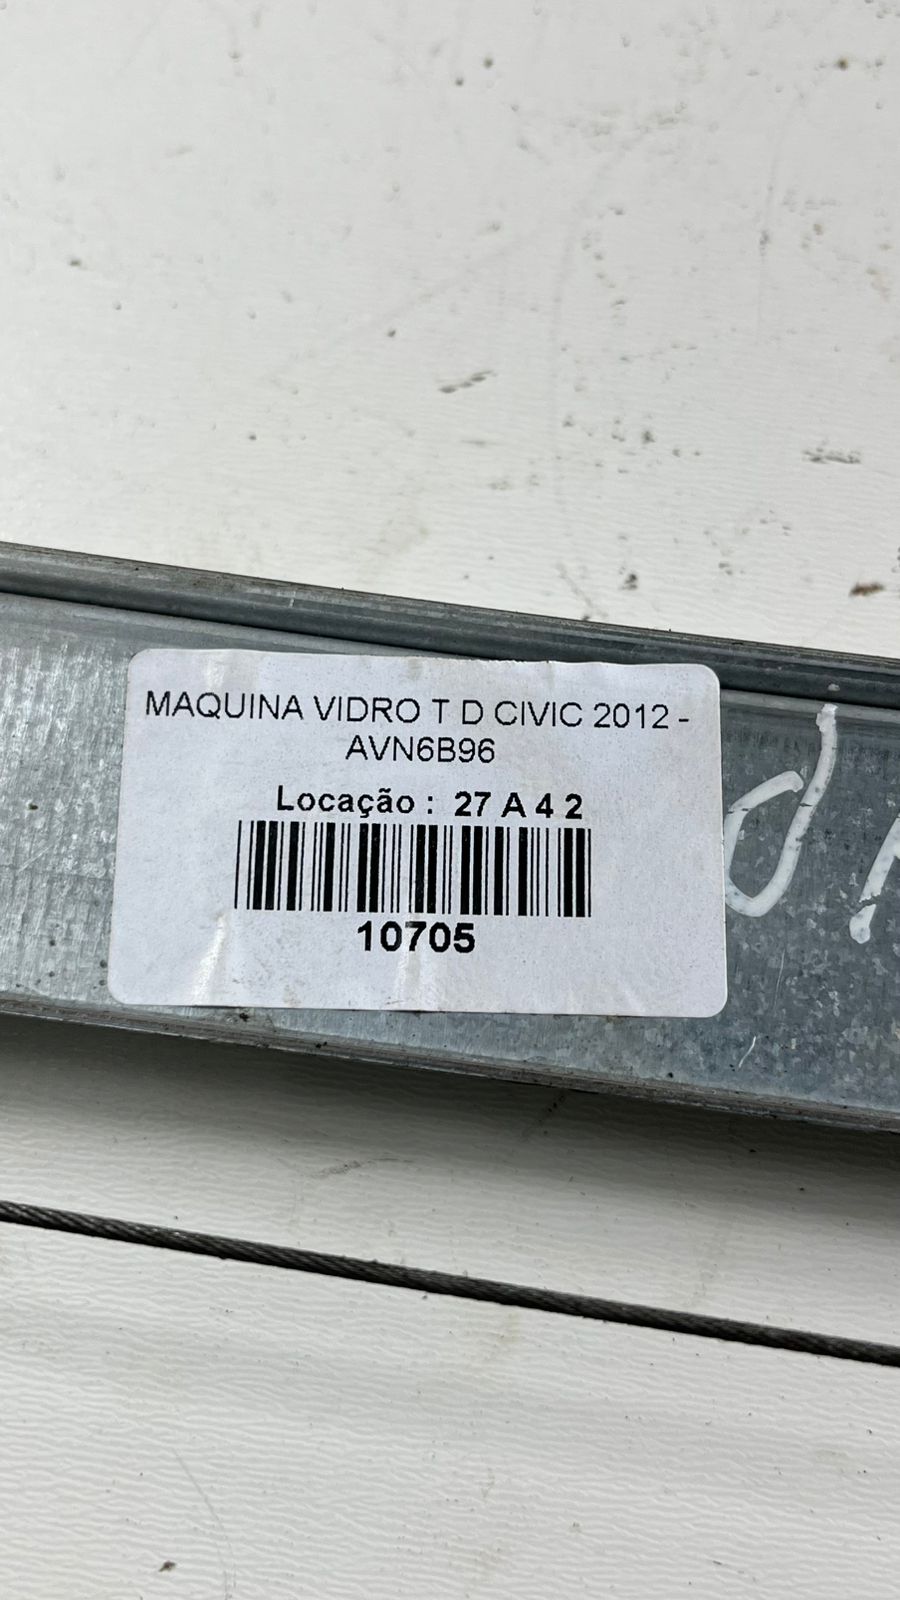 MAQUINA VIDRO T D CIVIC 2012 -
AVN6B96
Locação : 27 A 4 2
10705